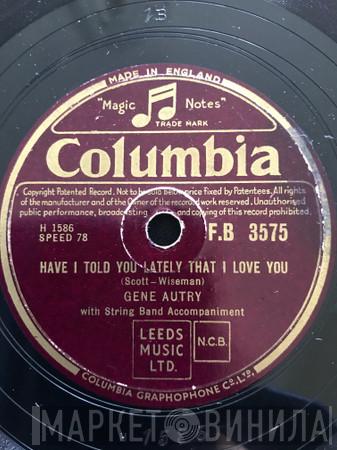 13
MADE IN ENGLAND
"Magic Notes"
TRADE MARK
Columbia
Copyright Patented Record. Not to be sold below price fixed by Patentees. All rights
of the manufacturer and of the Owner of the recorded work reserved. Unauthorised
public performance, broadcasting and copying of this record prohibited.
H 1586
SPEED 78
F.B 3575
HAVE I TOLD YOU LATELY THAT I LOVE YOU
(Scott-Wiseman)
GENE AUTRY
with String Band Accompaniment
LEEDS
MUSIC
LTD.
N.C.B.
COLUMBIA GRAPHOPHONE CO. LTD.
МАРКЕТ ВИНИЛА